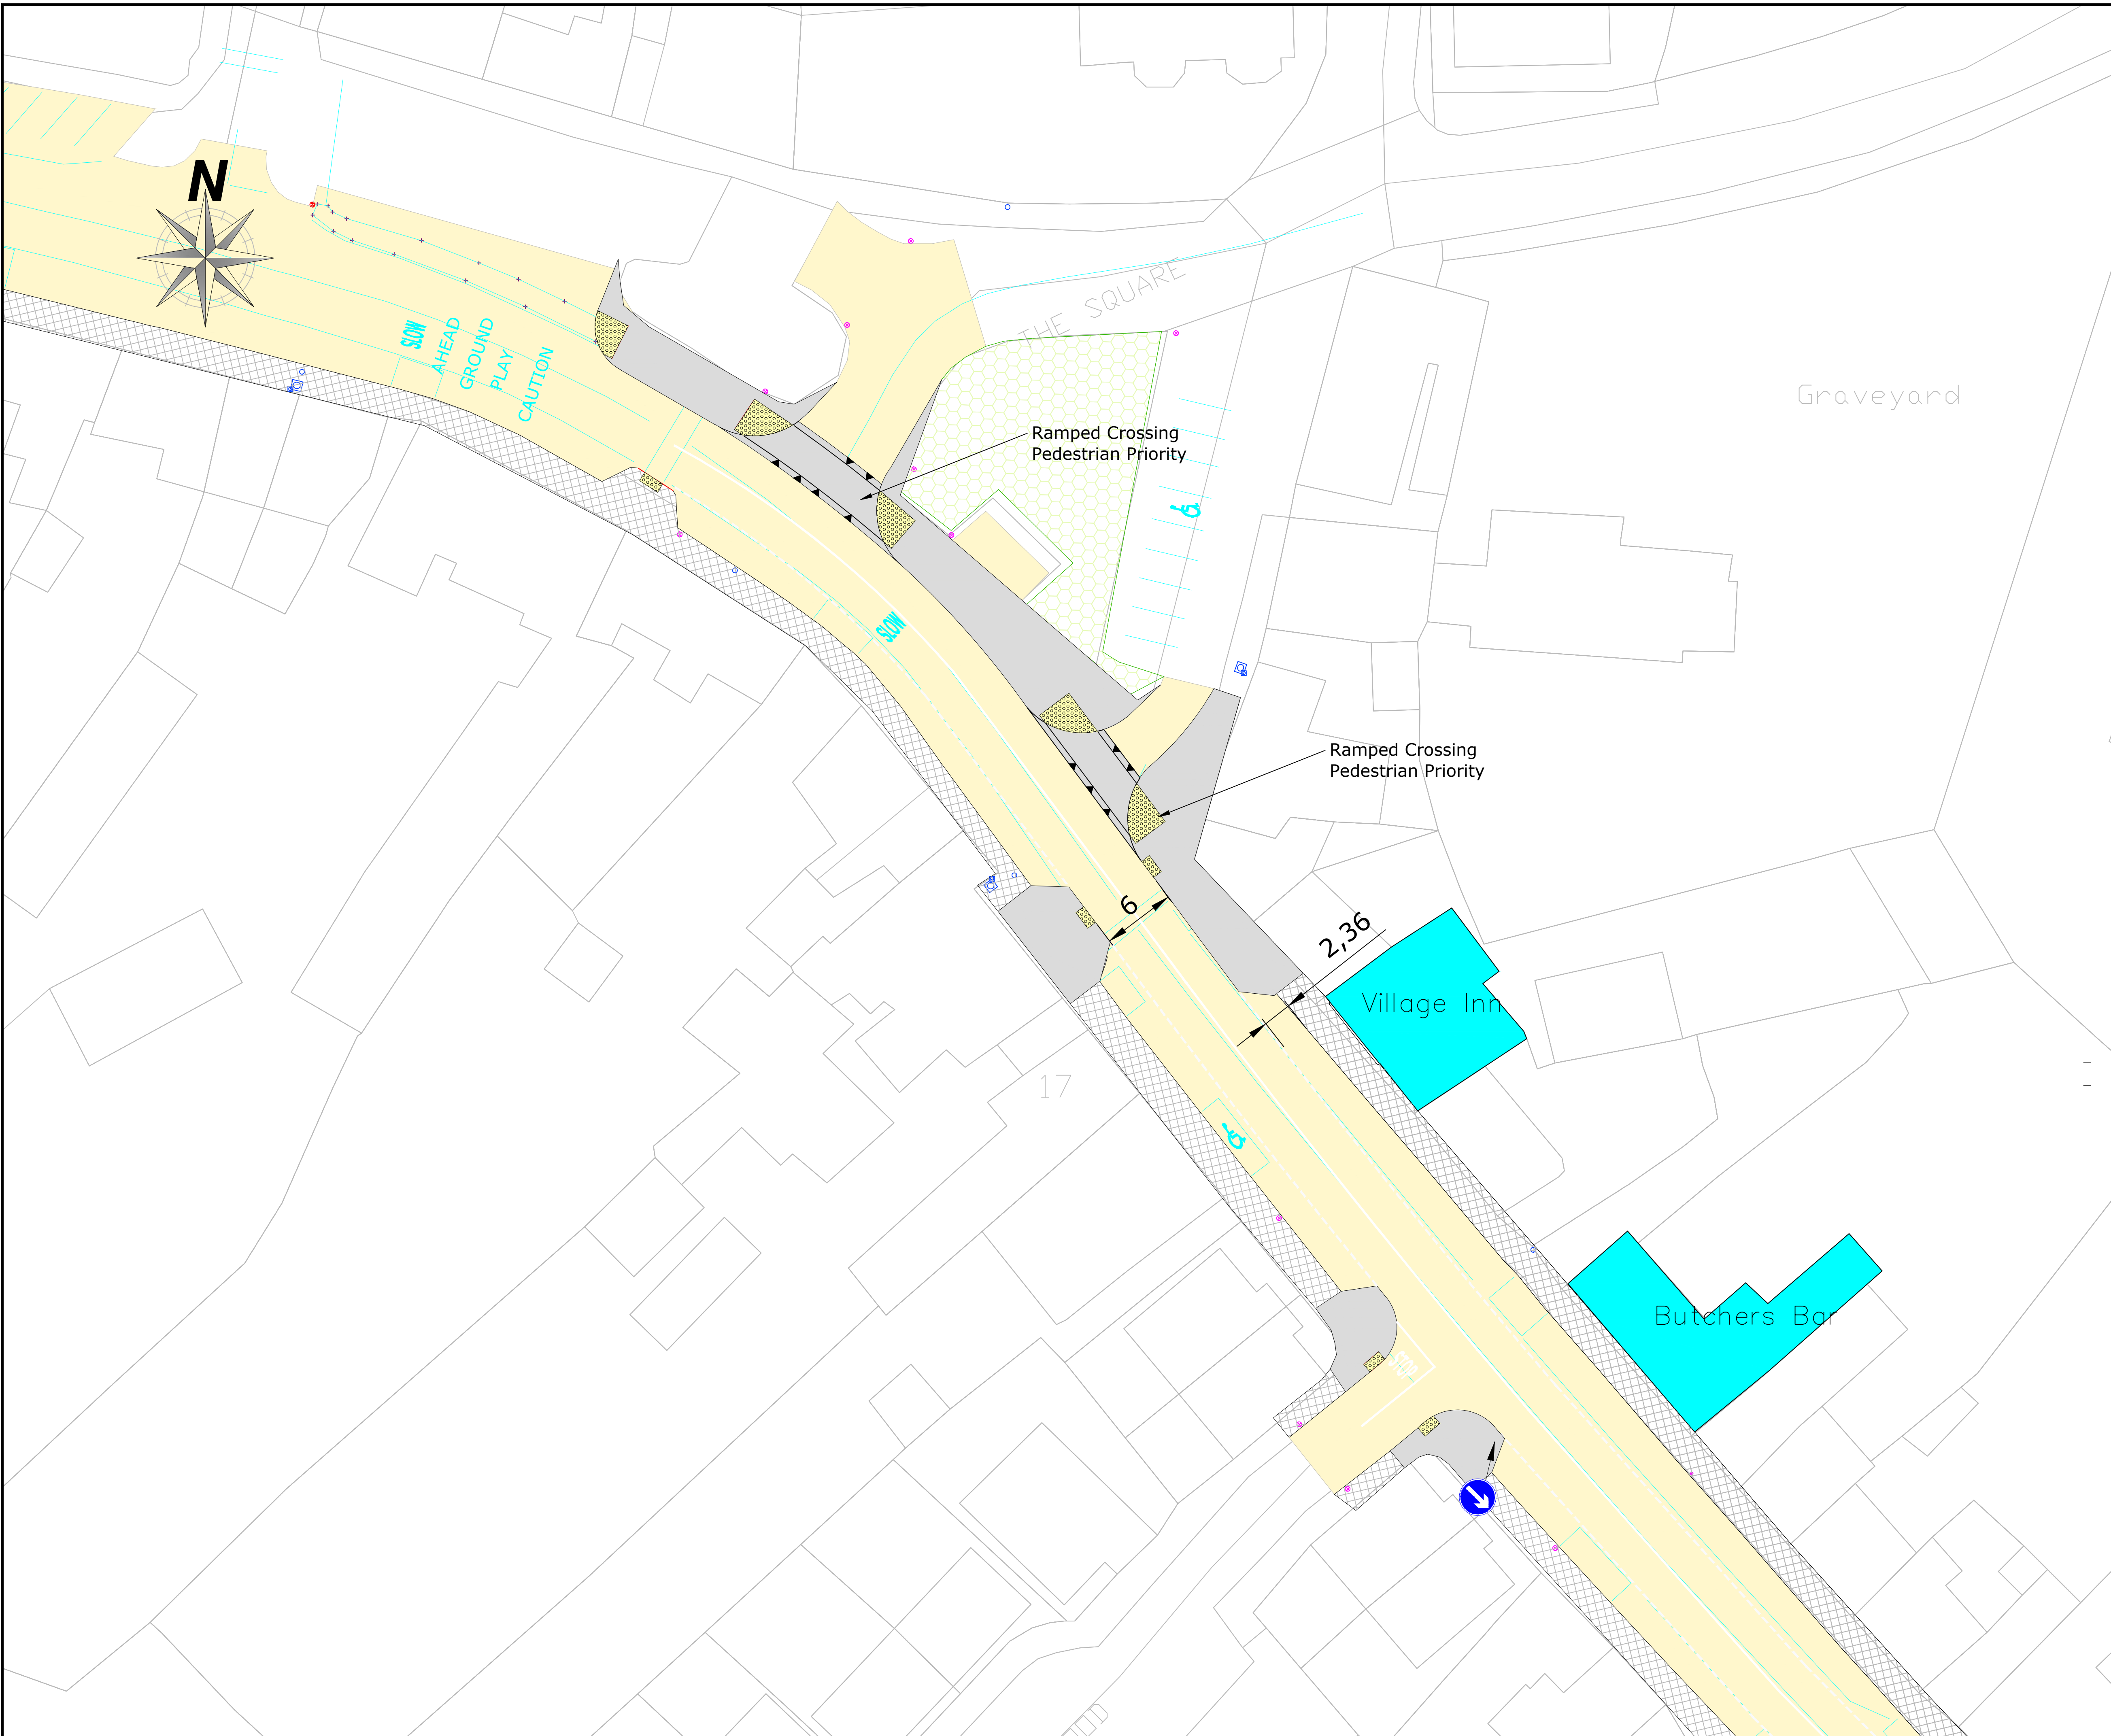 N
SLOW
AHEAD
GROUND
PLAY
CAUTION
THE SQUARE
Graveyard
Ramped Crossing
Pedestrian Priority
SLOW
Ramped Crossing
Pedestrian Priority
6
2,36
Village Inn
17
Butchers Bar